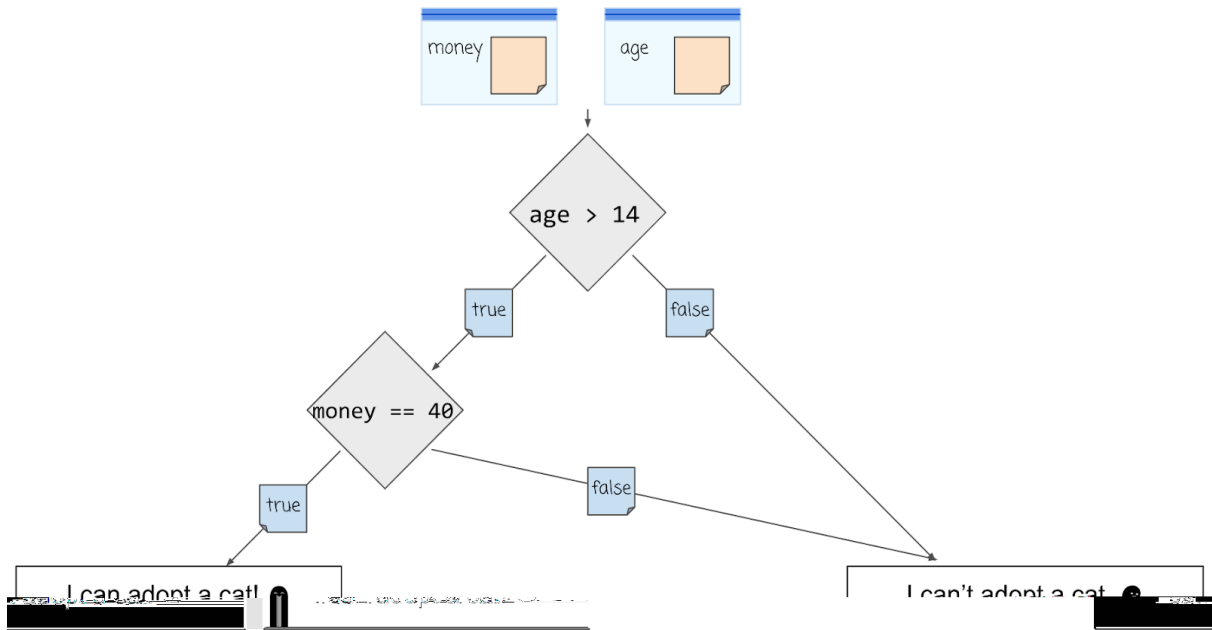 money
age
age > 14
true
false
money == 40
false
true
I can adopt a cat!
I can't adopt a cat